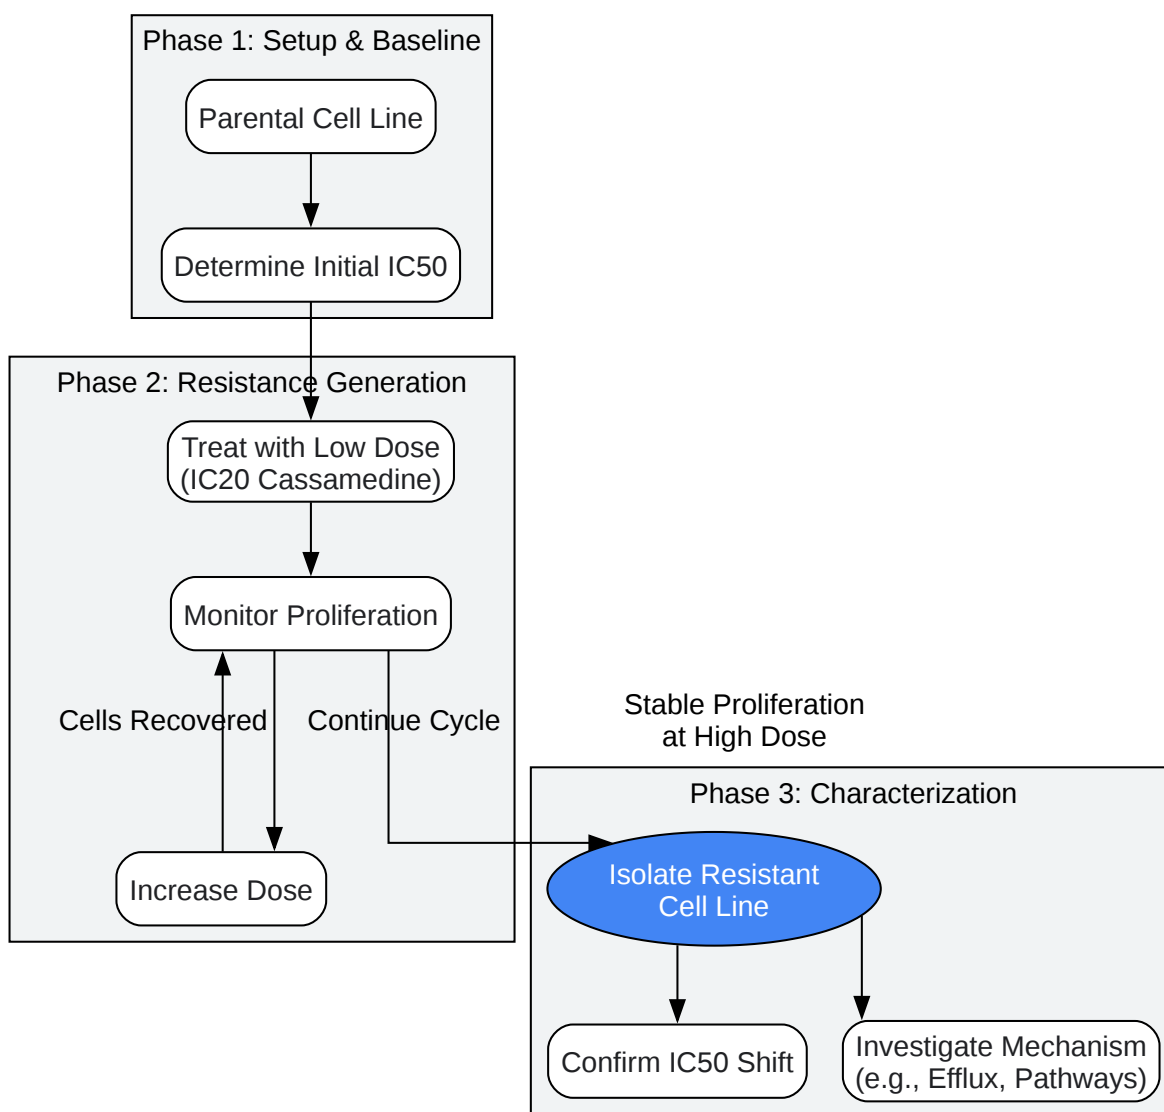 Phase 1: Setup & Baseline
Parental Cell Line
Determine Initial IC50
Phase 2: Resistance Generation
Treat with Low Dose
(IC20 Cassamedine)
Monitor Proliferation
Cells Recovered
Continue Cycle
Increase Dose
Stable Proliferation
at High Dose
Phase 3: Characterization
Isolate Resistant
Cell Line
Confirm IC50 Shift
Investigate Mechanism
(e.g., Efflux, Pathways)